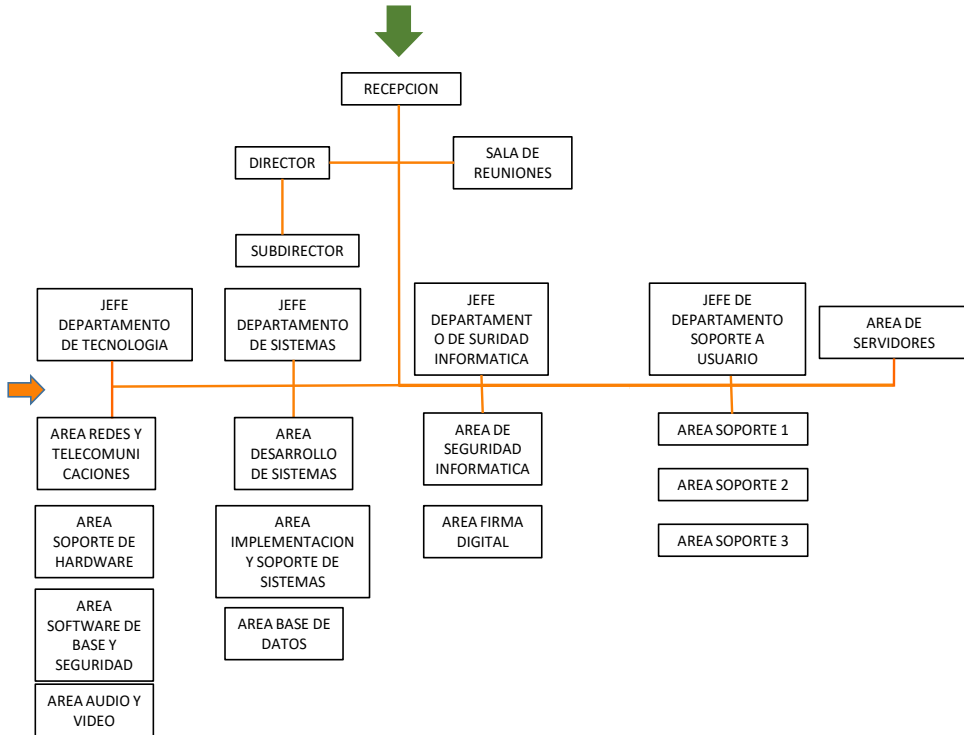 RECEPCION
DIRECTOR
SALA DE
REUNIONES
SUBDIRECTOR
JEFE
DEPARTAMENTO
DE TECNOLOGIA
JEFE
DEPARTAMENTO
DE SISTEMAS
JEFE
DEPARTAMENT
O DE SURIDAD
INFORMATICA
JEFE DE
DEPARTAMENTO
SOPORTE A
USUARIO
AREA DE
SERVIDORES
AREA REDES Y
TELECOMUNI
CACIONES
AREA
DESARROLLO
DE SISTEMAS
AREA DE
SEGURIDAD
INFORMATICA
AREA SOPORTE 1
AREA SOPORTE 2
AREA SOPORTE 3
AREA
SOPORTE DE
HARDWARE
AREA
IMPLEMENTACION
Y SOPORTE DE
SISTEMAS
AREA FIRMA
DIGITAL
AREA
SOFTWARE DE
BASE Y
SEGURIDAD
AREA BASE DE
DATOS
AREA AUDIO Y
VIDEO